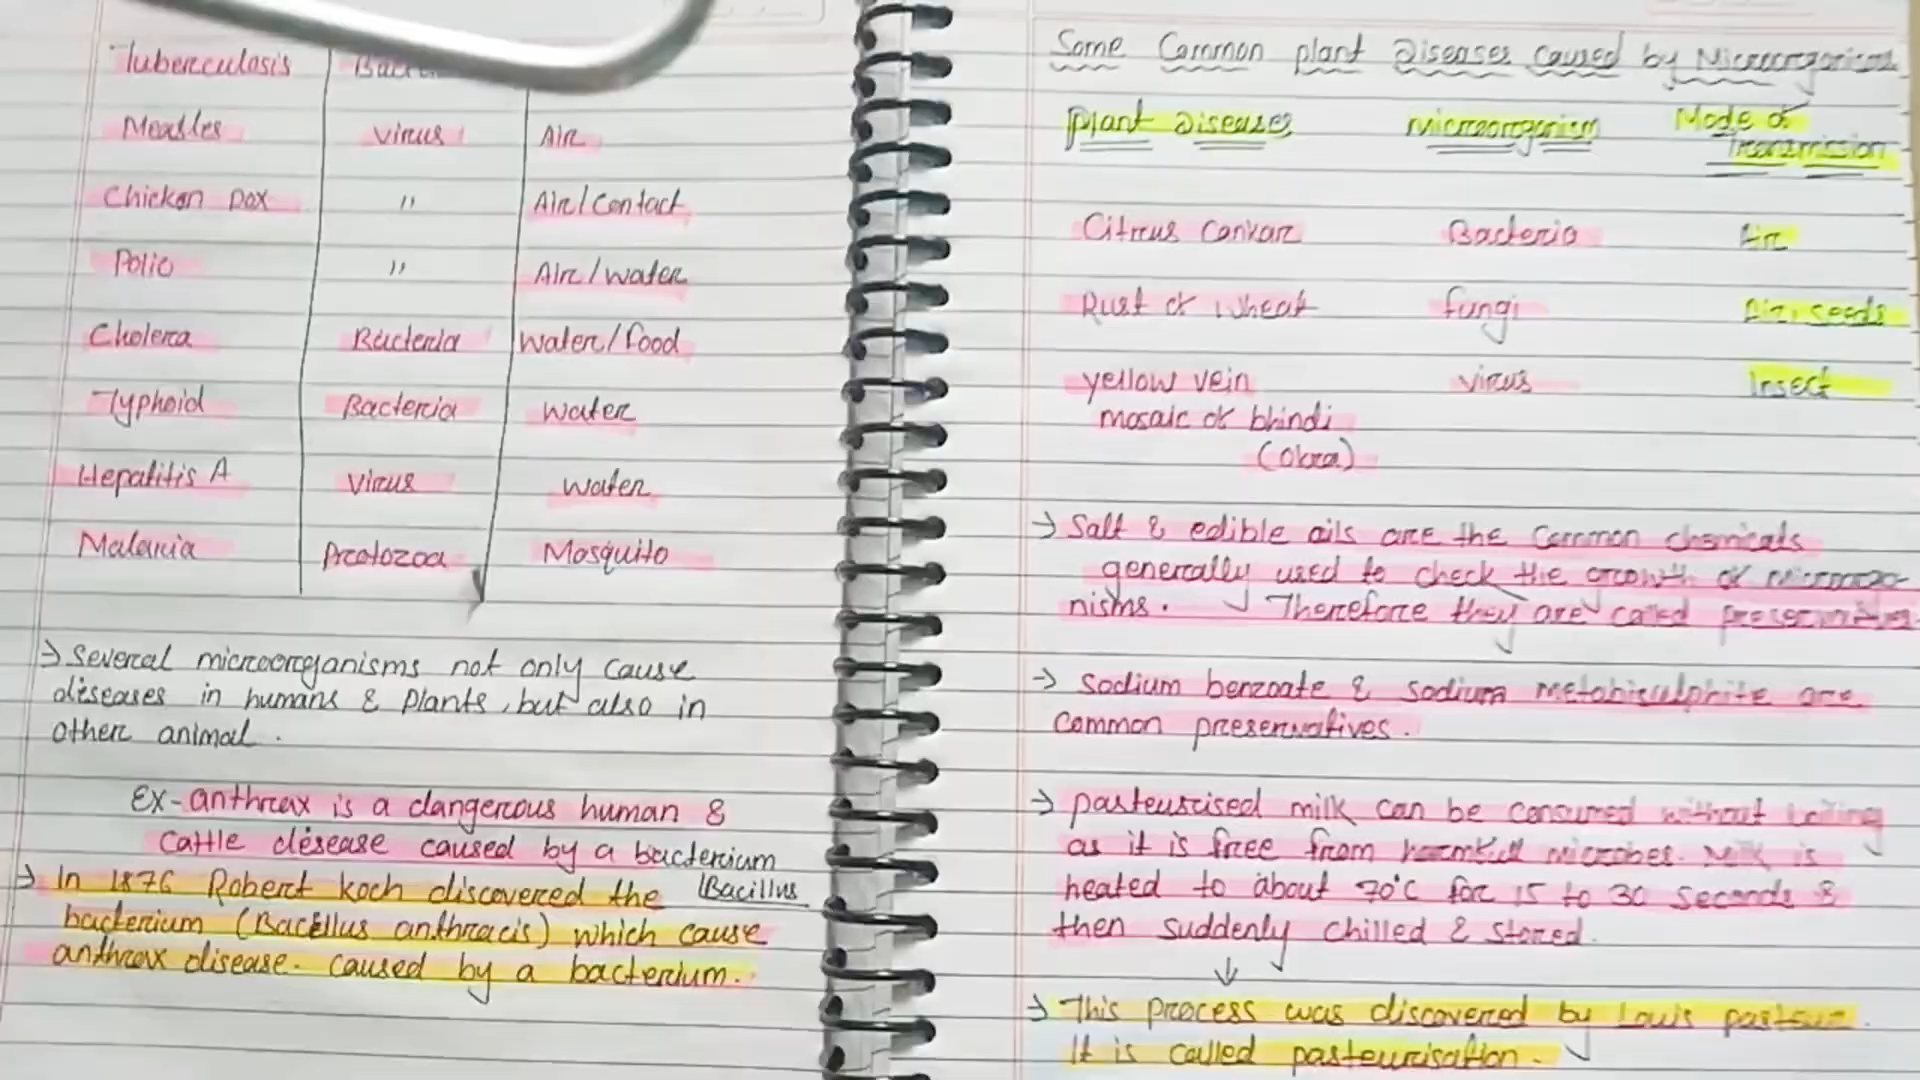 Tuberculosis
Measles virus Air
Chicken pox " Air/Contact
Polio " Air/water
Cholera Bacteria water/food
Typhoid Bacteria water
Hepatitis A virus water
Malaria Protozoa Mosquito
→ Several microorganisms not only cause
diseases in humans & plants, but also in
other animal.
Ex- anthrax is a dangerous human &
cattle disease caused by a bacterium
→ In 1876 Robert Koch discovered the Bacillus
bacterium (Bacillus anthracis) which cause
anthrax disease. caused by a bacterium.
Some Common plant Diseases caused by Microorganisms
plant Diseases microorganism Mode of
Transmission
Citrus cankar Bacteria Air
Rust of wheat fungi Air, seeds
yellow vein virus Insect
mosaic of bhindi
(Okra)
→ Salt & edible oils are the common chemicals
generally used to check the growth of microorga-
nisms. Therefore they are called preservatives.
→ sodium benzoate & sodium metabisulphite are
common preservatives.
→ pasteurised milk can be consumed without boiling
as it is free from harmful microbes. Milk is
heated to about 70°C for 15 to 30 seconds &
then suddenly chilled & stored.
↓
→ This process was discovered by Louis pasteur.
It is called pasteurisation.